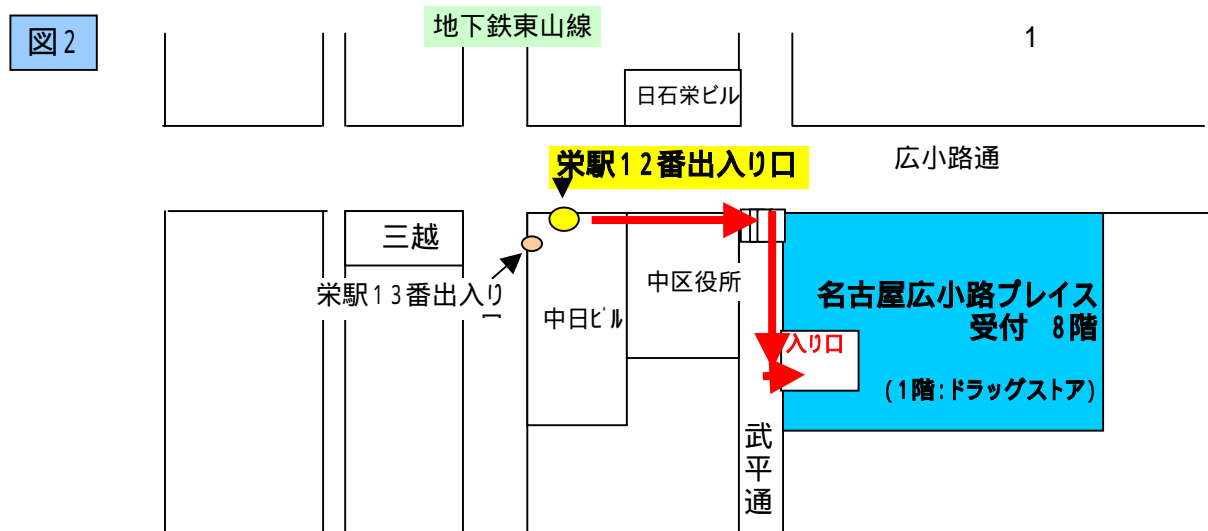 図2
地下鉄東山線
1
日石栄ビル
栄駅12番出入り口
広小路通
三越
栄駅13番出入り
中日ビル
中区役所
名古屋広小路プレイス
受付 8階
入り口
(1階:ドラッグストア)
武平通